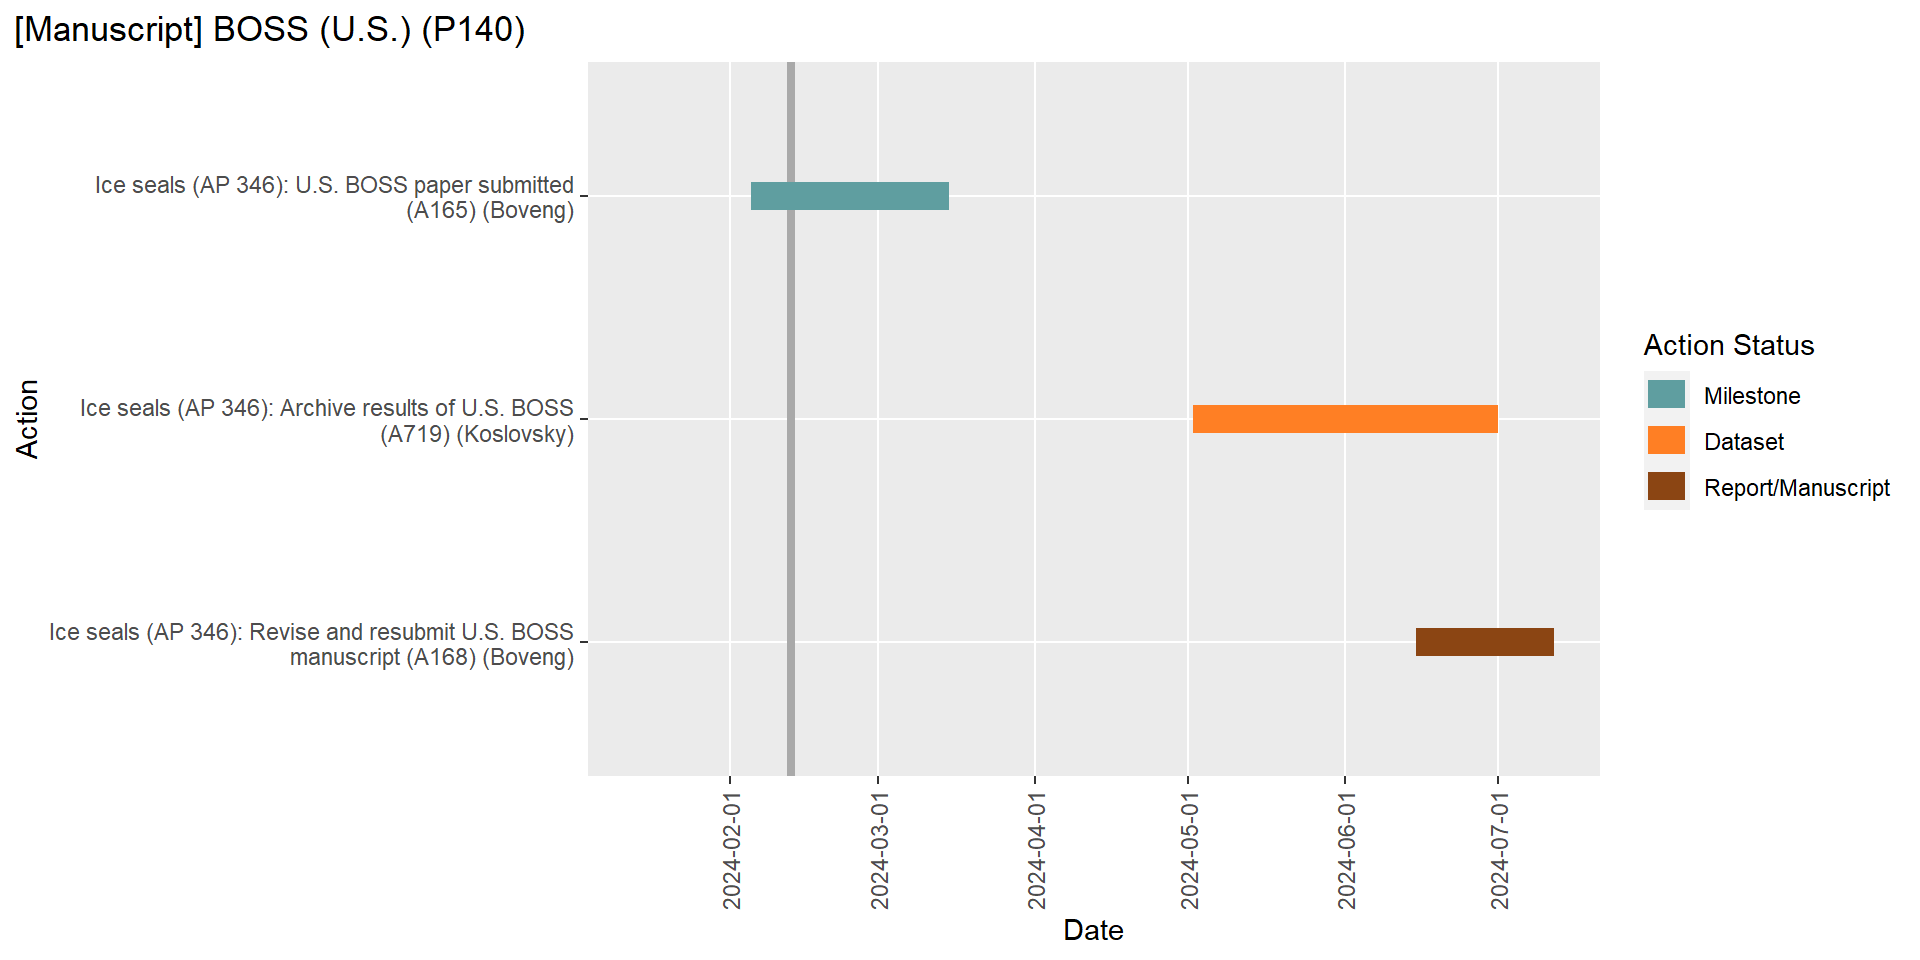 [Manuscript] BOSS (U.S.) (P140)
Ice seals (AP 346): U.S. BOSS paper submitted
(A165) (Boveng)
Ice seals (AP 346): Archive results of U.S. BOSS
(A719) (Koslovsky)
Ice seals (AP 346): Revise and resubmit U.S. BOSS
manuscript (A168) (Boveng)
Action
2024-02-01
2024-03-01
2024-04-01
2024-05-01
2024-06-01
2024-07-01
Date
Action Status
Milestone
Dataset
Report/Manuscript